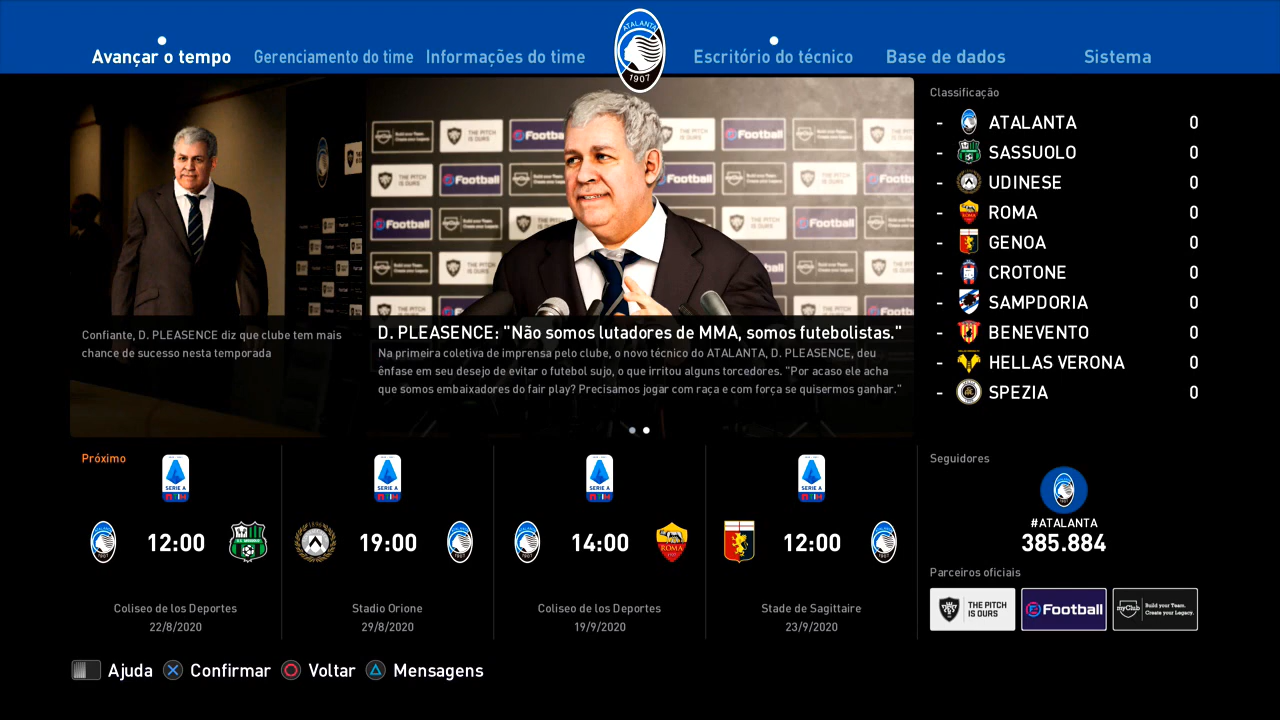 Avançar o tempo
Gerenciamento do time
Informações do time
ATALANTA
1907
Escritório do técnico
Base de dados
Sistema
Confiante, D. PLEASENCE diz que clube tem mais
chance de sucesso nesta temporada
D. PLEASENCE: "Não somos lutadores de MMA, somos futebolistas."
Na primeira coletiva de imprensa pelo clube, o novo técnico do ATALANTA, D. PLEASENCE, deu
ênfase em seu desejo de evitar o futebol sujo, o que irritou alguns torcedores. "Por acaso ele acha
que somos embaixadores do fair play? Precisamos jogar com raça e com força se quisermos ganhar."
Classificação
- ATALANTA 0
- SASSUOLO 0
- UDINESE 0
- ROMA 0
- GENOA 0
- CROTONE 0
- SAMPDORIA 0
- BENEVENTO 0
- HELLAS VERONA 0
- SPEZIA 0
Próximo
SERIE A
TIM
12:00
Coliseo de los Deportes
22/8/2020
SERIE A
TIM
19:00
Stadio Orione
29/8/2020
SERIE A
TIM
14:00
ROMA
Coliseo de los Deportes
19/9/2020
SERIE A
TIM
12:00
Stade de Sagittaire
23/9/2020
Seguidores
#ATALANTA
385.884
Parceiros oficiais
THE PITCH
IS OURS
eFootball
myClub
Build your Team.
Create your Legacy.
Ajuda
Confirmar
Voltar
Mensagens